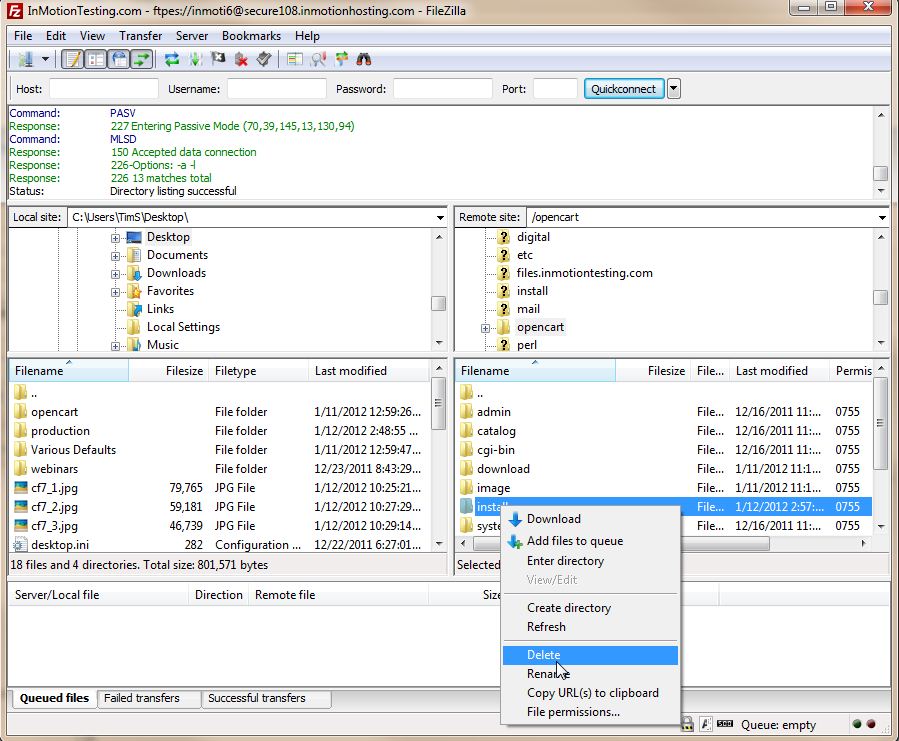 InMotionTesting.com - ftpes://inmoti6@secure108.inmotionhosting.com - FileZilla
File Edit View Transfer Server Bookmarks Help
Host: Username: Password: Port: Quickconnect
Command: PASV
Response: 227 Entering Passive Mode (70,39,145,13,130,94)
Command: MLSD
Response: 150 Accepted data connection
Response: 226-Options: -a -l
Response: 226 13 matches total
Status: Directory listing successful
Local site: C:\Users\TimS\Desktop\
Desktop
Documents
Downloads
Favorites
Links
Local Settings
Music
Remote site: /opencart
digital
etc
files.inmotiontesting.com
install
mail
opencart
perl
Filename Filesize Filetype Last modified
..
opencart File folder 1/11/2012 12:59:26...
production File folder 1/12/2012 2:48:55 ...
Various Defaults File folder 1/11/2012 12:59:47...
webinars File folder 12/23/2011 8:43:29...
cf7_1.jpg 79,765 JPG File 1/12/2012 10:25:21...
cf7_2.jpg 59,181 JPG File 1/12/2012 10:27:29...
cf7_3.jpg 46,739 JPG File 1/12/2012 10:29:14...
desktop.ini 282 Configuration ... 12/22/2011 6:27:01...
18 files and 4 directories. Total size: 801,571 bytes
Filename Filesize File... Last modified Permis
..
admin File... 12/16/2011 11:... 0755
catalog File... 12/16/2011 11:... 0755
cgi-bin File... 12/16/2011 11:... 0755
download File... 1/11/2012 11:1... 0755
image File... 1/11/2012 11:... 0755
install File... 1/12/2012 2:57:... 0755
syste File... 12/16/2011 11:... 0755
Selected
Download
Add files to queue
Enter directory
View/Edit
Create directory
Refresh
Delete
Rename
Copy URL(s) to clipboard
File permissions...
Server/Local file Direction Remote file Size
Queued files Failed transfers Successful transfers
Queue: empty